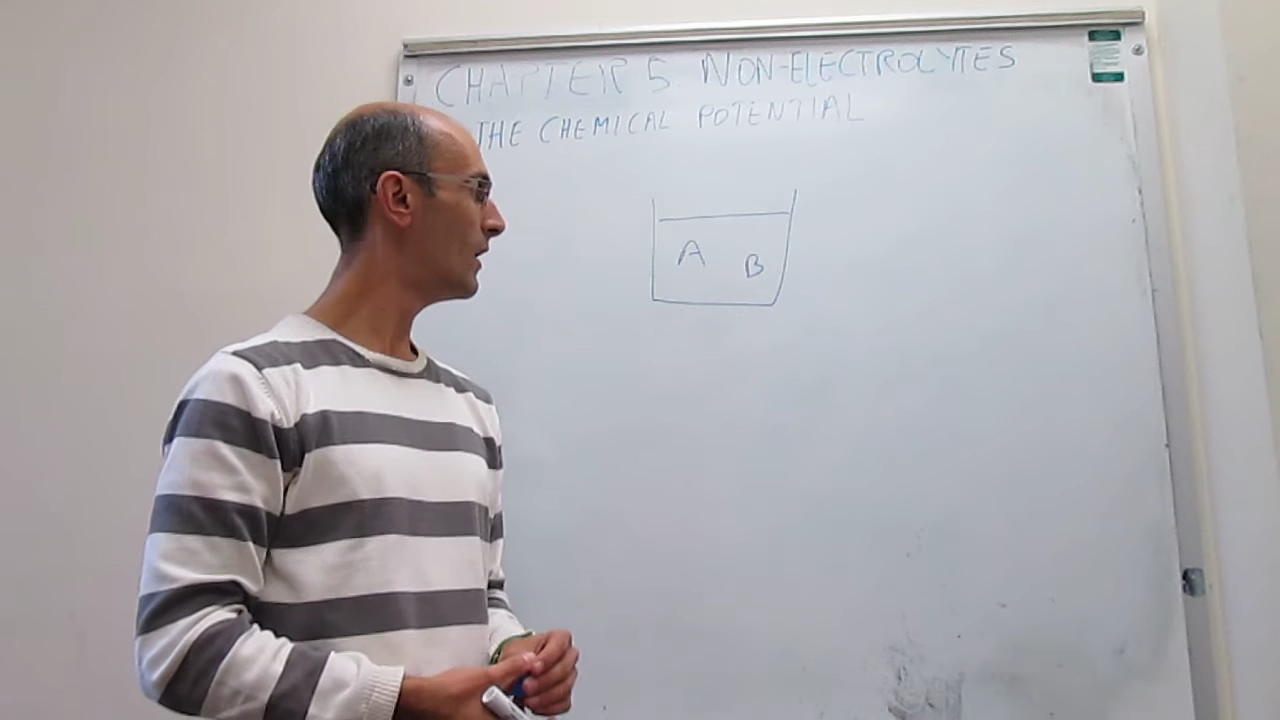 CHAPTER 5 NON-ELECTROLYTES
THE CHEMICAL POTENTIAL
A B